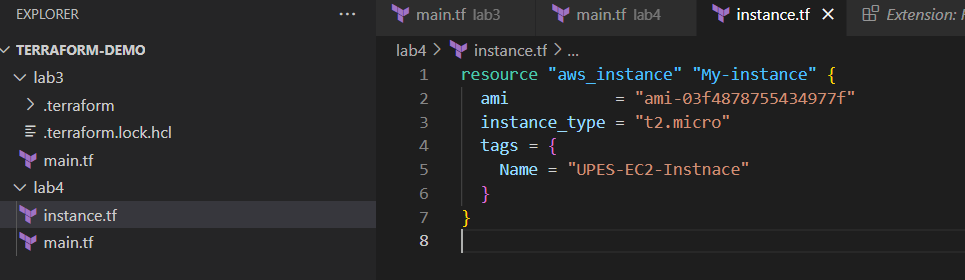 EXPLORER
TERRAFORM-DEMO
lab3
.terraform
.terraform.lock.hcl
main.tf
lab4
instance.tf
main.tf
main.tf lab3
main.tf lab4
instance.tf
Extension:
lab4 > instance.tf > ...
1 resource "aws_instance" "My-instance" {
2 ami = "ami-03f4878755434977f"
3 instance_type = "t2.micro"
4 tags = {
5 Name = "UPES-EC2-Instnace"
6 }
7 }
8